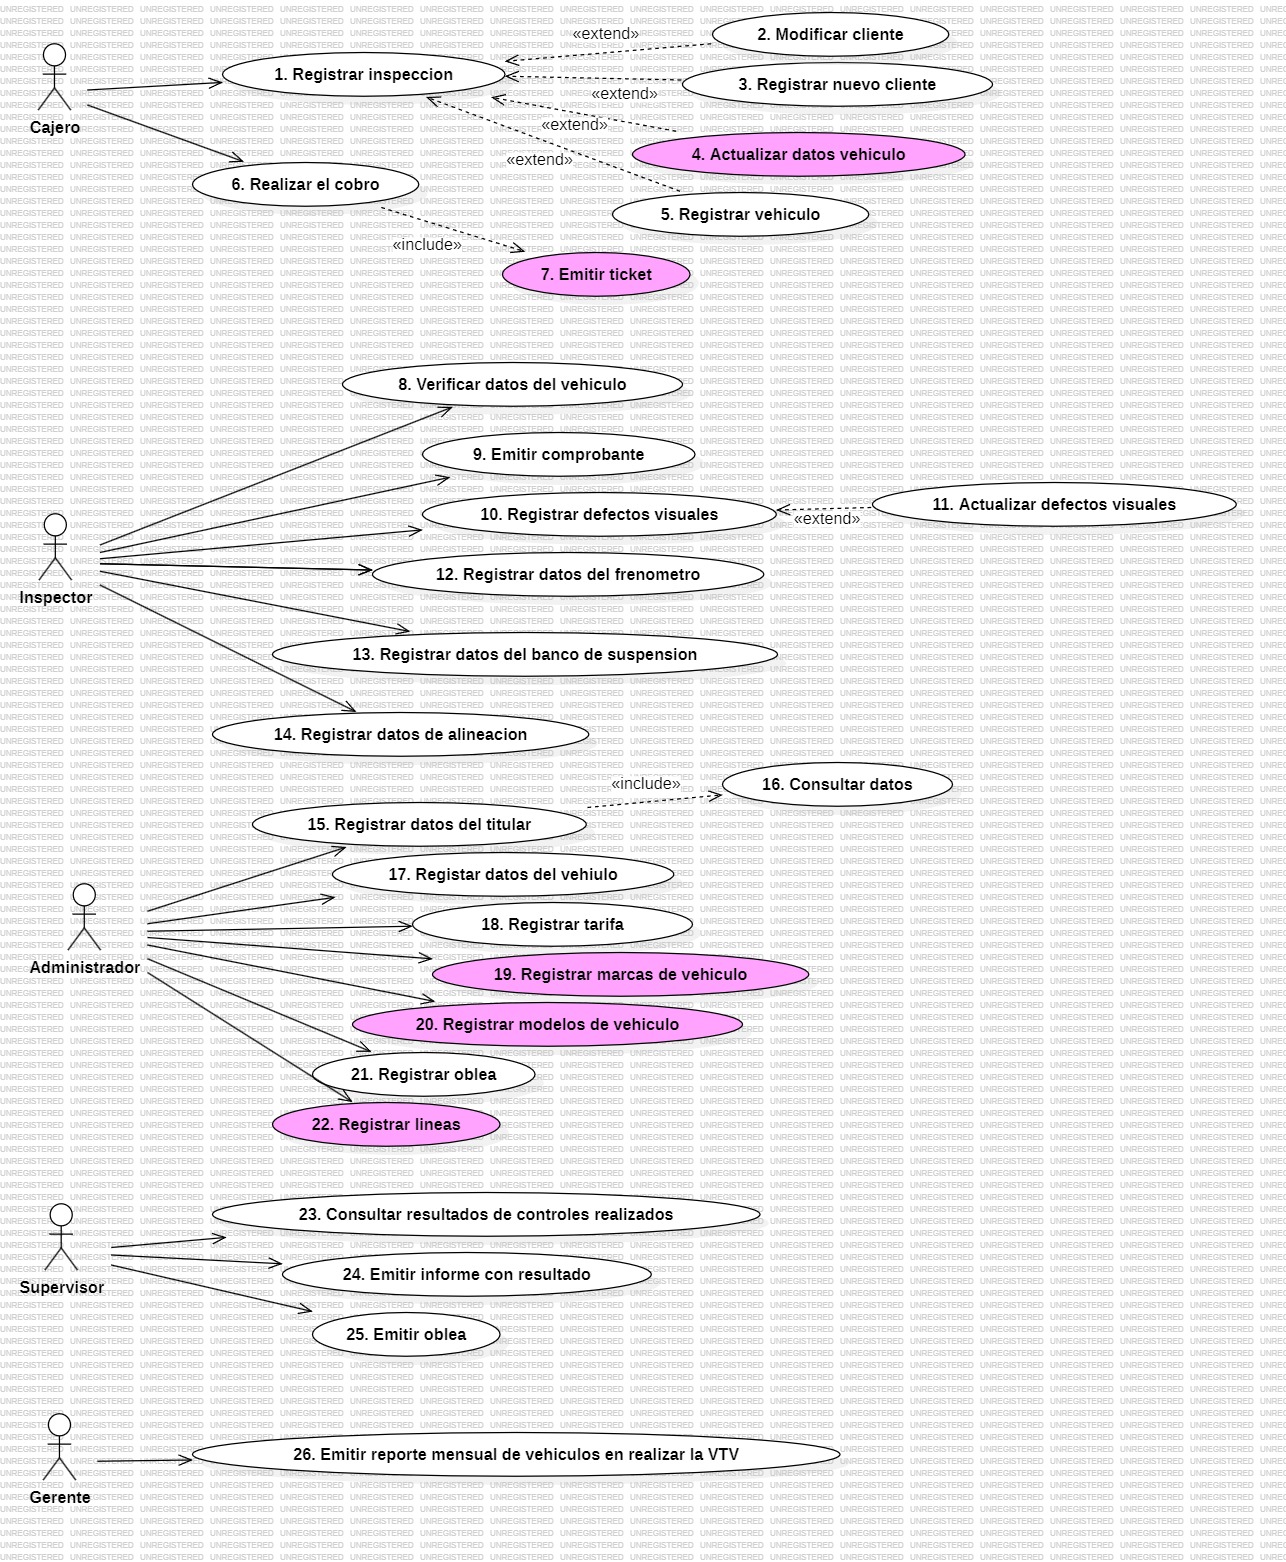 «extend»
2. Modificar cliente
1. Registrar inspeccion
3. Registrar nuevo cliente
«extend»
Cajero
«extend»
4. Actualizar datos vehiculo
«extend»
6. Realizar el cobro
5. Registrar vehiculo
«include»
7. Emitir ticket
8. Verificar datos del vehiculo
9. Emitir comprobante
10. Registrar defectos visuales
«extend»
11. Actualizar defectos visuales
12. Registrar datos del frenometro
Inspector
13. Registrar datos del banco de suspension
14. Registrar datos de alineacion
«include»
16. Consultar datos
15. Registrar datos del titular
17. Registar datos del vehiulo
18. Registrar tarifa
Administrador
19. Registrar marcas de vehiculo
20. Registrar modelos de vehiculo
21. Registrar oblea
22. Registrar lineas
23. Consultar resultados de controles realizados
24. Emitir informe con resultado
Supervisor
25. Emitir oblea
26. Emitir reporte mensual de vehiculos en realizar la VTV
Gerente
UNREGISTERED